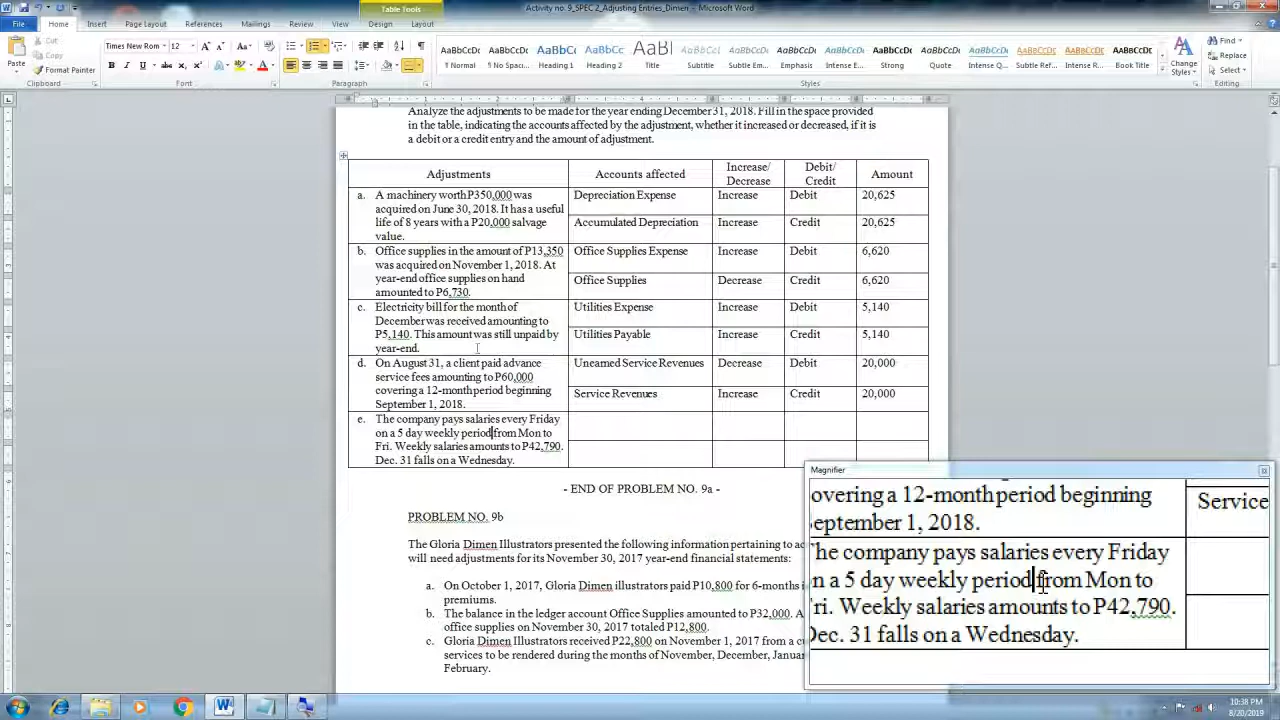 Activity no. 9_SPEC 2_Adjusting Entries_Dimen - Microsoft Word
Table Tools
File Home Insert Page Layout References Mailings Review View Design Layout
Cut
Copy
Format Painter
Paste
Clipboard
Times New Rom 12
Font
Paragraph
AaBbCcDc AaBbCcDc AaBbC AaBbCc AaB AaBbCc. AaBbCcDc AaBbCcDc AaBbCcDc AaBbCcDc AaBbCcDc AaBbCcDc AaBbCcDc
¶ Normal ¶ No Spaci... Heading 1 Heading 2 Title Subtitle Subtle Em... Emphasis Intense E... Strong Quote Intense Q... Subtle Ref... Intense R... Book Title
Styles
Change Styles
Find
Replace
Select
Editing
Analyze the adjustments to be made for the year ending December 31, 2018. Fill in the space provided
in the table, indicating the accounts affected by the adjustment, whether it increased or decreased, if it is
a debit or a credit entry and the amount of adjustment.
Adjustments Accounts affected Increase/ Decrease Debit/ Credit Amount
a. A machinery worth P350,000 was
acquired on June 30, 2018. It has a useful
life of 8 years with a P20,000 salvage
value.
Depreciation Expense Increase Debit 20,625
Accumulated Depreciation Increase Credit 20,625
b. Office supplies in the amount of P13,350
was acquired on November 1, 2018. At
year-end office supplies on hand
amounted to P6,730.
Office Supplies Expense Increase Debit 6,620
Office Supplies Decrease Credit 6,620
c. Electricity bill for the month of
December was received amounting to
P5,140. This amount was still unpaid by
year-end.
Utilities Expense Increase Debit 5,140
Utilities Payable Increase Credit 5,140
d. On August 31, a client paid advance
service fees amounting to P60,000
covering a 12-month period beginning
September 1, 2018.
Unearned Service Revenues Decrease Debit 20,000
Service Revenues Increase Credit 20,000
e. The company pays salaries every Friday
on a 5 day weekly period from Mon to
Fri. Weekly salaries amounts to P42,790.
Dec. 31 falls on a Wednesday.
- END OF PROBLEM NO. 9a -
PROBLEM NO. 9b
The Gloria Dimen Illustrators presented the following information pertaining to ac
will need adjustments for its November 30, 2017 year-end financial statements:
a. On October 1, 2017, Gloria Dimen illustrators paid P10,800 for 6-months i
premiums.
b. The balance in the ledger account Office Supplies amounted to P32,000. A
office supplies on November 30, 2017 totaled P12,800.
c. Gloria Dimen Illustrators received P22,800 on November 1, 2017 from a cu
services to be rendered during the months of November, December, Januar
February.
Magnifier
covering a 12-month period beginning
eptember 1, 2018.
Service
he company pays salaries every Friday
n a 5 day weekly period from Mon to
ri. Weekly salaries amounts to P42,790.
Dec. 31 falls on a Wednesday.
10:38 PM
8/20/2019